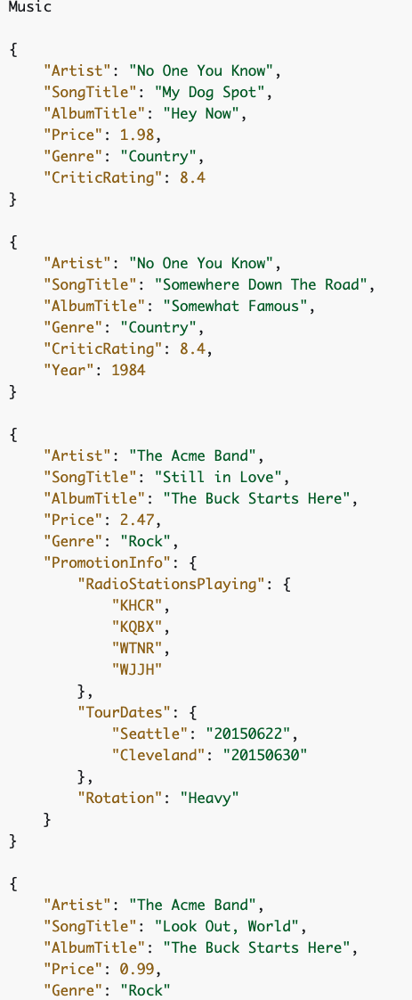 Music
{
"Artist": "No One You Know",
"SongTitle": "My Dog Spot",
"AlbumTitle": "Hey Now",
"Price": 1.98,
"Genre": "Country",
"CriticRating": 8.4
}
{
"Artist": "No One You Know",
"SongTitle": "Somewhere Down The Road",
"AlbumTitle": "Somewhat Famous",
"Genre": "Country",
"CriticRating": 8.4,
"Year": 1984
}
{
"Artist": "The Acme Band",
"SongTitle": "Still in Love",
"AlbumTitle": "The Buck Starts Here",
"Price": 2.47,
"Genre": "Rock",
"PromotionInfo": {
"RadioStationsPlaying": {
"KHCR",
"KQBX",
"WTNR",
"WJJH"
},
"TourDates": {
"Seattle": "20150622",
"Cleveland": "20150630"
},
"Rotation": "Heavy"
}
}
{
"Artist": "The Acme Band",
"SongTitle": "Look Out, World",
"AlbumTitle": "The Buck Starts Here",
"Price": 0.99,
"Genre": "Rock"